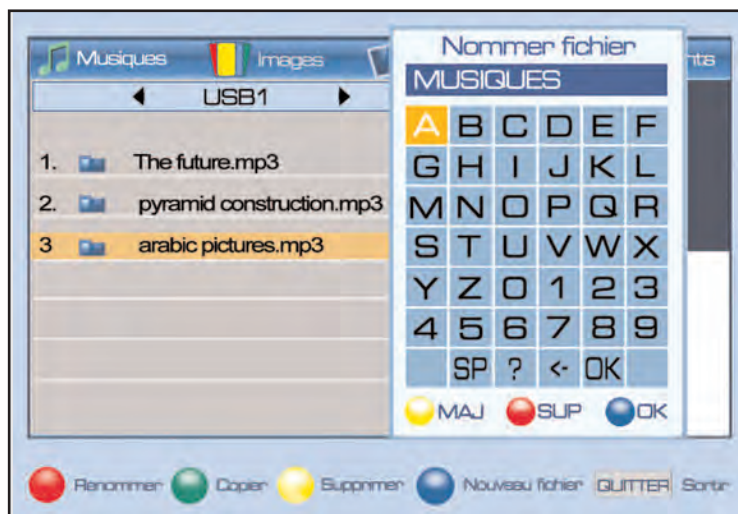 Musiques Images nts
USB1
1. The future.mp3
2. pyramid construction.mp3
3 arabic pictures.mp3
Nommer fichier
MUSIQUES
A B C D E F
G H I J K L
M N O P Q R
S T U V W X
Y Z 0 1 2 3
4 5 6 7 8 9
SP ? <- OK
MAJ SUP OK
Renommer Copier Supprimer Nouveau fichier QUITTER Sortir